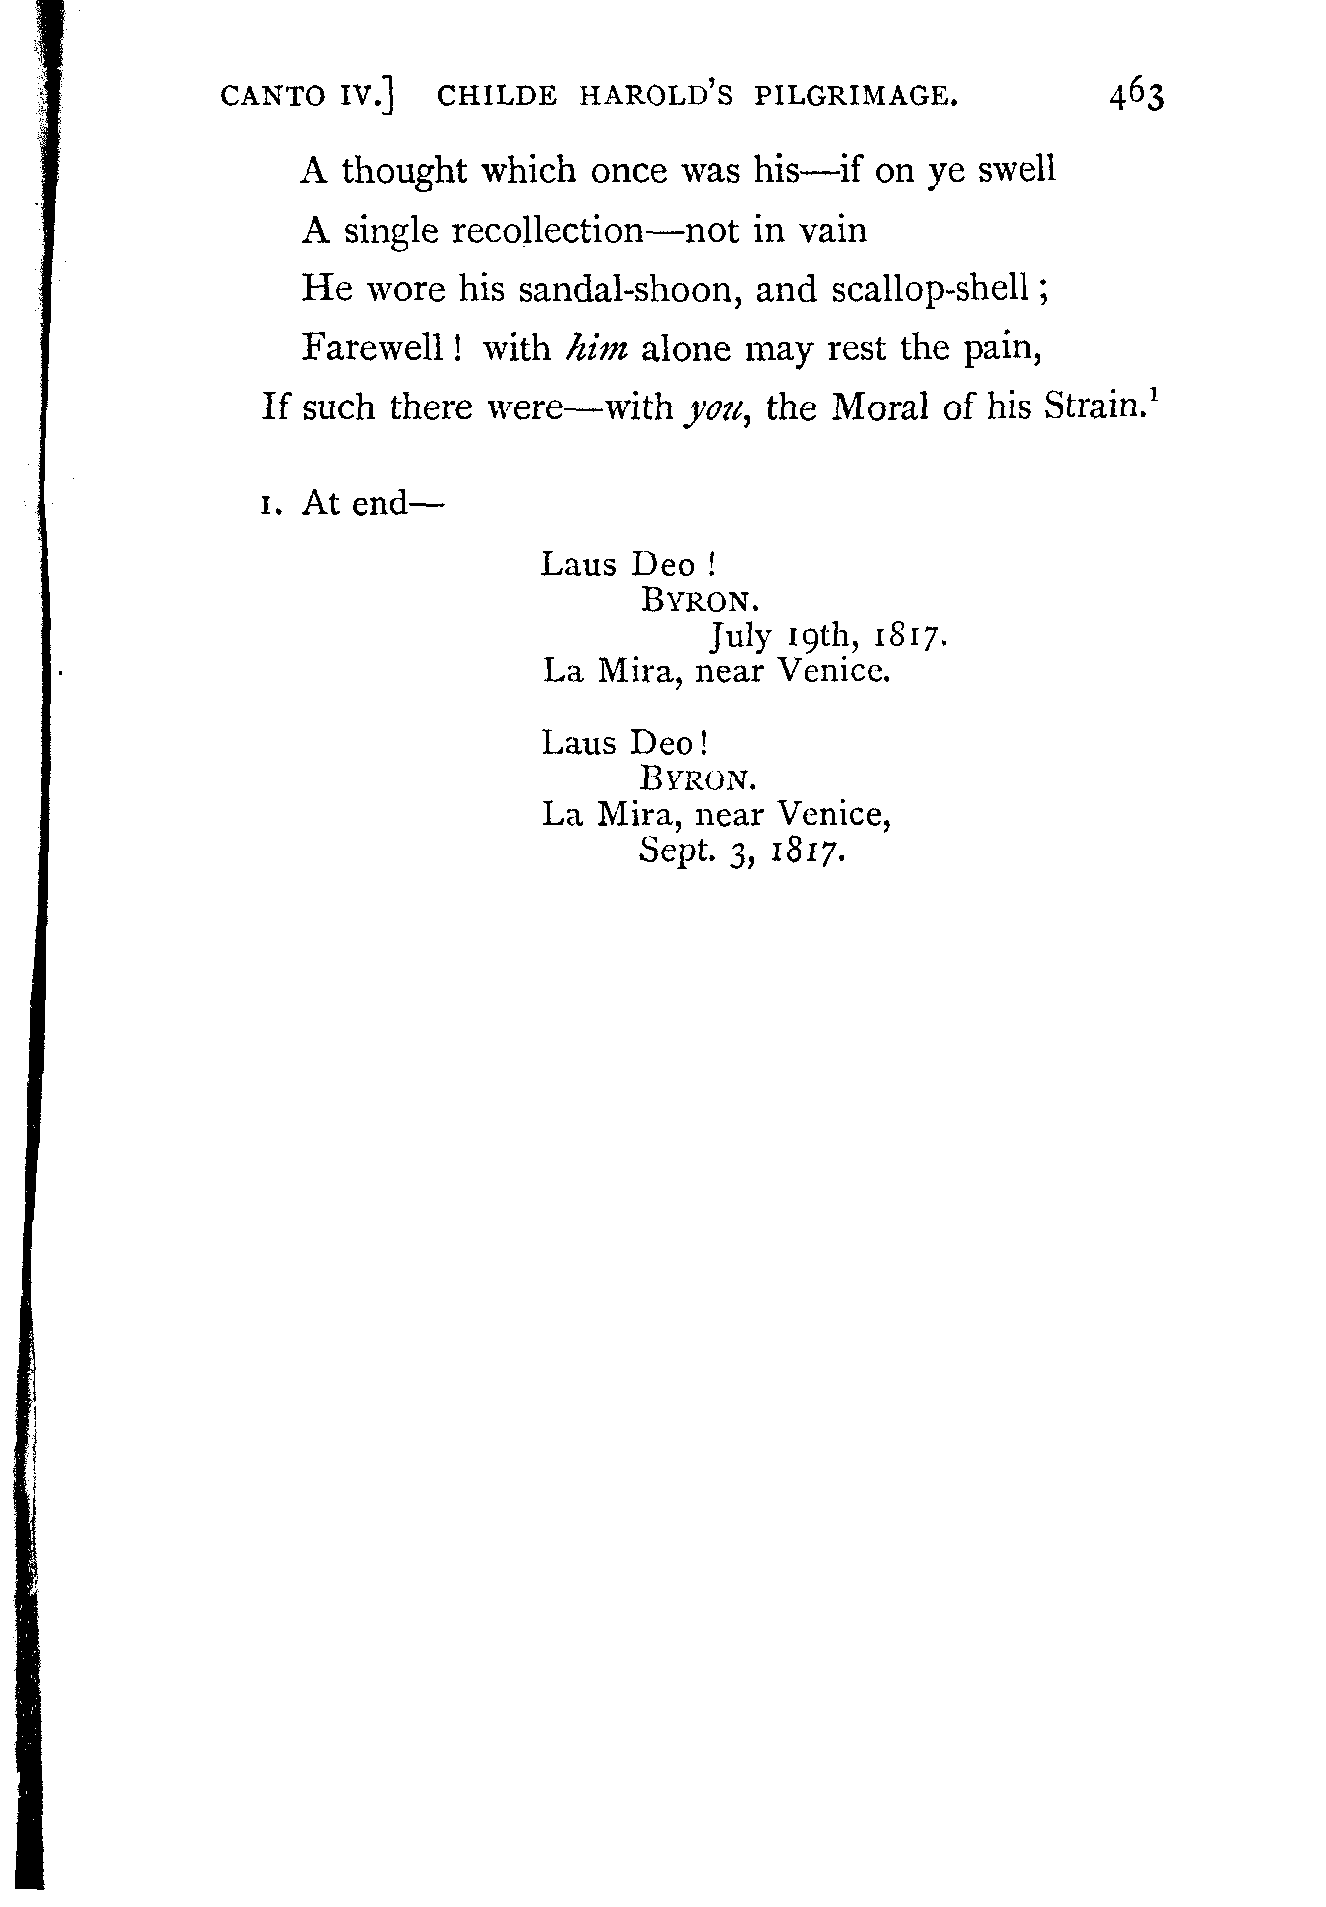 CANTO IV.] CHILDE HAROLD'S PILGRIMAGE. 463
A thought which once was his—if on ye swell
A single recollection—not in vain
He wore his sandal-shoon, and scallop-shell;
Farewell! with him alone may rest the pain,
If such there were—with you, the Moral of his Strain.¹
1. At end—
Laus Deo!
BYRON.
July 19th, 1817.
La Mira, near Venice.
Laus Deo!
BYRON.
La Mira, near Venice,
Sept. 3, 1817.